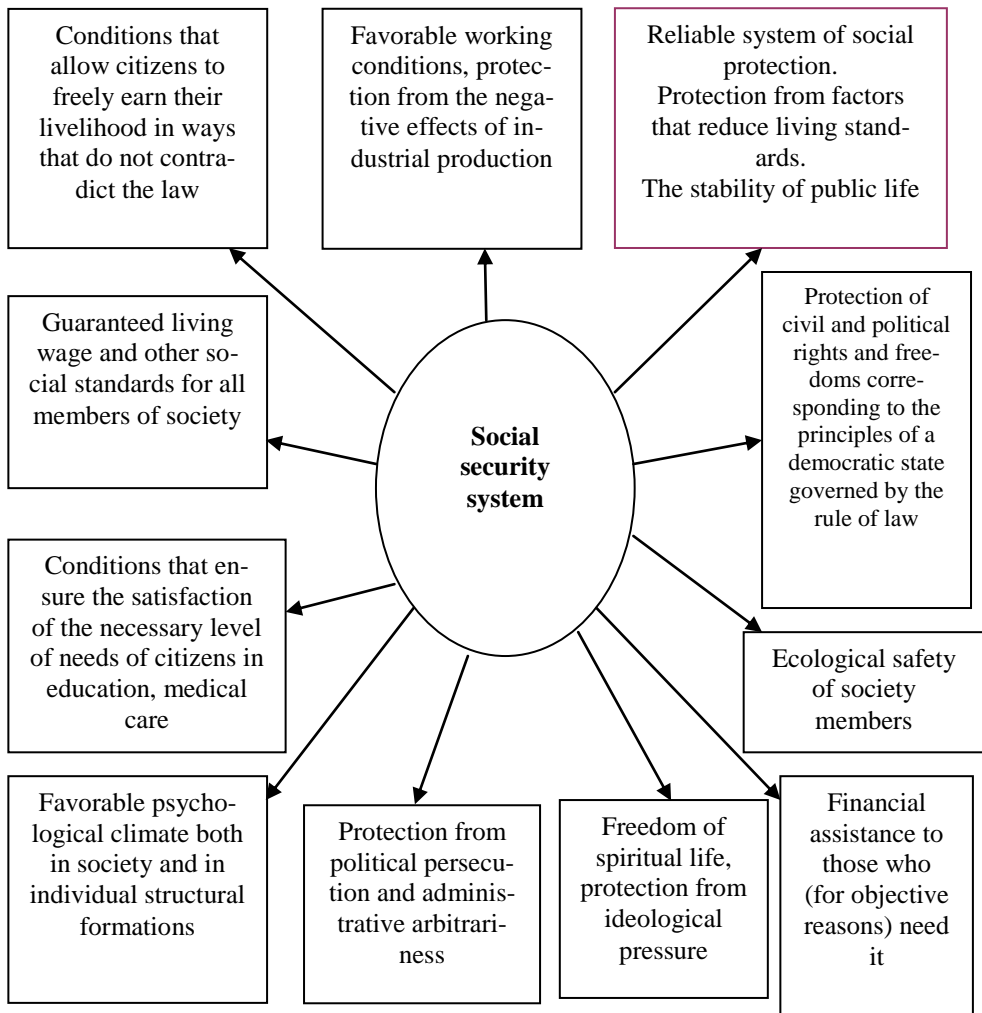 Conditions that
allow citizens to
freely earn their
livelihood in ways
that do not contra-
dict the law
Favorable working
conditions, protec-
tion from the nega-
tive effects of in-
dustrial production
Reliable system of social
protection.
Protection from factors
that reduce living stand-
ards.
The stability of public life
Guaranteed living
wage and other so-
cial standards for all
members of society
Social
security
system
Protection of
civil and political
rights and free-
doms corre-
sponding to the
principles of a
democratic state
governed by the
rule of law
Conditions that en-
sure the satisfaction
of the necessary level
of needs of citizens in
education, medical
care
Ecological safety
of society
members
Favorable psycho-
logical climate both
in society and in
individual structural
formations
Protection from
political persecu-
tion and adminis-
trative arbitrari-
ness
Freedom of
spiritual life,
protection from
ideological
pressure
Financial
assistance to
those who
(for objective
reasons) need
it